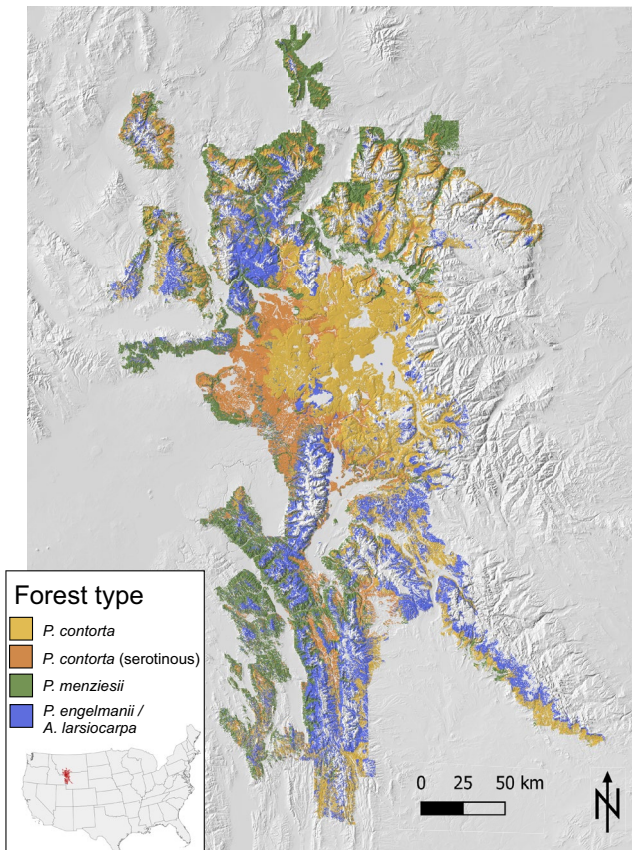 Forest type
P. contorta
P. contorta (serotinous)
P. menziesii
P. engelmanii /
A. larsiocarpa
0 25 50 km
N